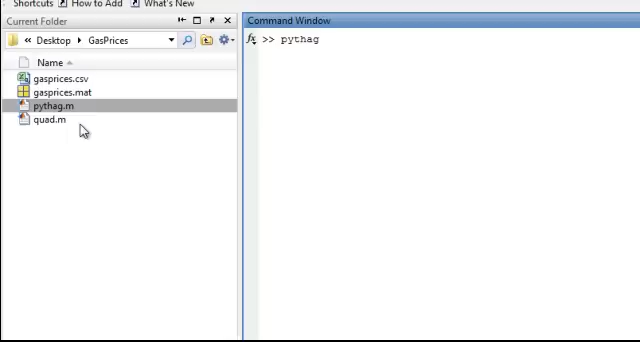 Shortcuts How to Add What's New
Current Folder
« Desktop ▸ GasPrices
Name
gasprices.csv
gasprices.mat
pythag.m
quad.m
Command Window
fx >> pythag